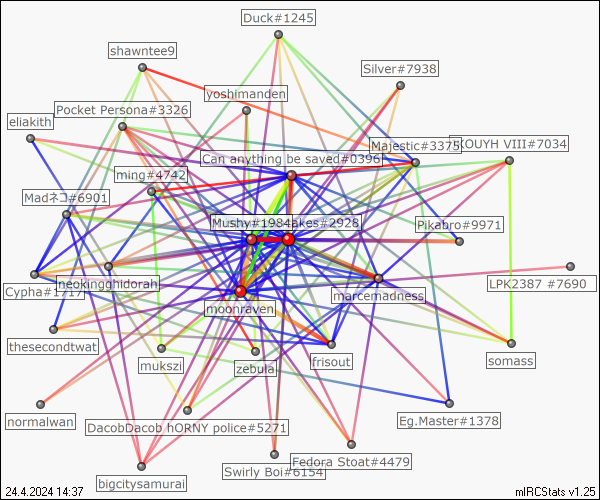 Duck#1245
shawntee9
Silver#7938
yoshimanden
Pocket Persona#3326
eliakith
Majestic#3375
KOUYH VIII#7034
Can anything be saved#0396
ming#4742
Madネコ#6901
Mushy#1984
akes#2928
Pikabro#9971
LPK2387 #7690
Cypha#1717
neokingghidorah
marcemadness
moonraven
thesecondtwat
frisout
mukszi
zebula
somass
normalwan
DacobDacob hORNY police#5271
Eg.Master#1378
bigcytsamurai
Swirly Boi#6154
Fedora Stoat#4479
24.4.2024 14:37
mIRCStats v1.25